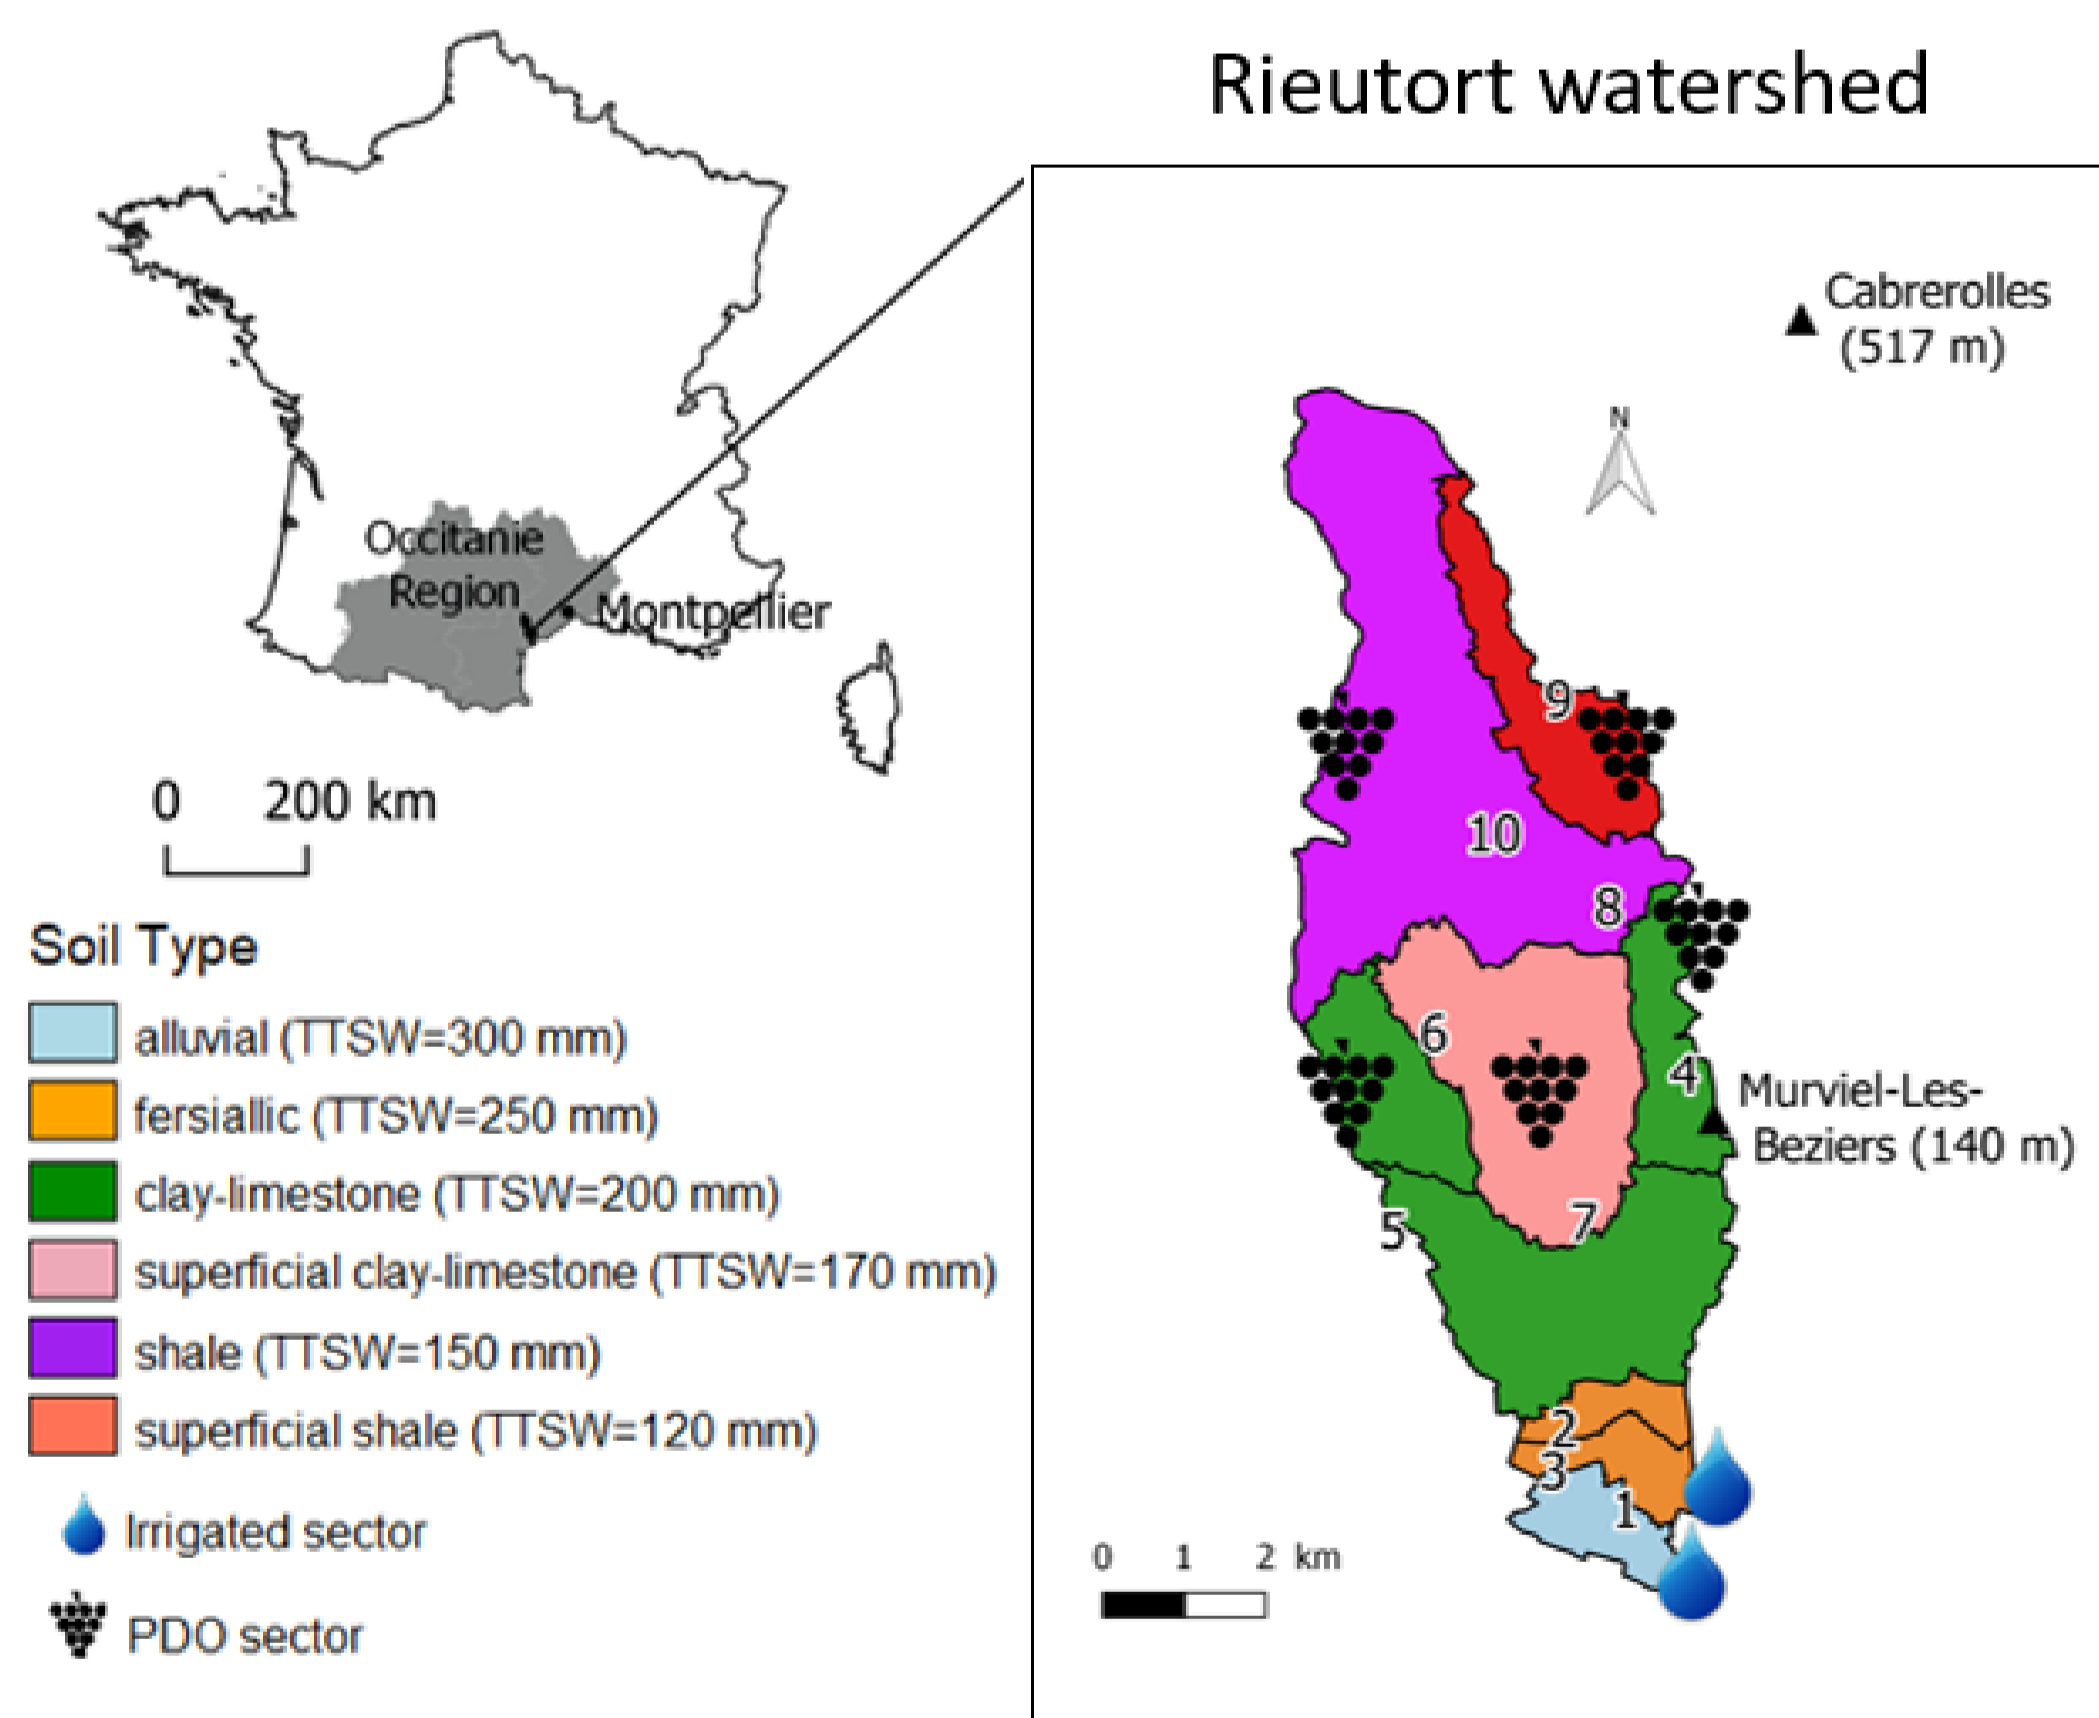 Rieutort watershed
Occitanie
Region
Montpellier
0 200 km
Soil Type
alluvial (TTSW=300 mm)
fersiallic (TTSW=250 mm)
clay-limestone (TTSW=200 mm)
superficial clay-limestone (TTSW=170 mm)
shale (TTSW=150 mm)
superficial shale (TTSW=120 mm)
Irrigated sector
PDO sector
Cabrerolles
(517 m)
N
9
10
8
6
4
Murviel-Les-
Beziers (140 m)
5
7
2
3
1
0 1 2 km